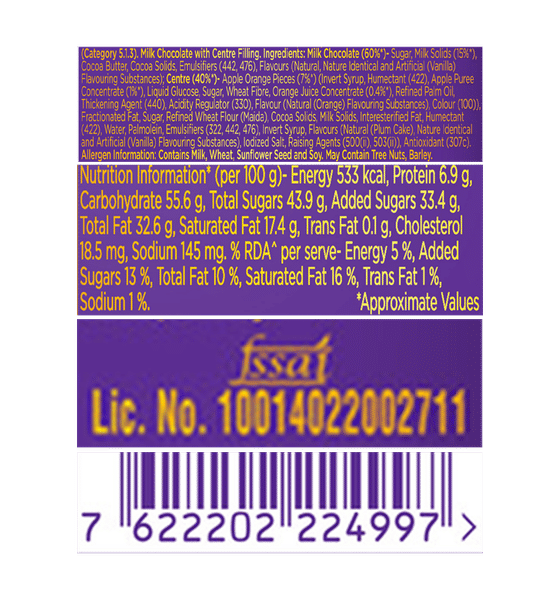 (Category 5.1.3). Milk Chocolate with Centre Filling. Ingredients: Milk Chocolate (60%*)- Sugar, Milk Solids (15%*),
Cocoa Butter, Cocoa Solids, Emulsifiers (442, 476), Flavours (Natural, Nature Identical and Artificial (Vanilla)
Flavouring Substances); Centre (40%*)- Apple Orange Pieces (7%*) (Invert Syrup, Humectant (422), Apple Puree
Concentrate (1%*), Liquid Glucose, Sugar, Wheat Fibre, Orange Juice Concentrate (0.4%*), Refined Palm Oil,
Thickening Agent (440), Acidity Regulator (330), Flavour (Natural (Orange) Flavouring Substances), Colour (100)),
Fractionated Fat, Sugar, Refined Wheat Flour (Maida), Cocoa Solids, Milk Solids, Interesterified Fat, Humectant
(422), Water, Palmolein, Emulsifiers (322, 442, 476), Invert Syrup, Flavours (Natural (Plum Cake), Nature Identical
and Artificial (Vanilla) Flavouring Substances), Iodized Salt, Raising Agents (500(ii), 503(ii)), Antioxidant (307c).
Allergen Information: Contains Milk, Wheat, Sunflower Seed and Soy. May Contain Tree Nuts, Barley.
Nutrition Information* (per 100 g)- Energy 533 kcal, Protein 6.9 g,
Carbohydrate 55.6 g, Total Sugars 43.9 g, Added Sugars 33.4 g,
Total Fat 32.6 g, Saturated Fat 17.4 g, Trans Fat 0.1 g, Cholesterol
18.5 mg, Sodium 145 mg. % RDA^ per serve- Energy 5 %, Added
Sugars 13 %, Total Fat 10 %, Saturated Fat 16 %, Trans Fat 1 %,
Sodium 1 %. *Approximate Values
fssai
Lic. No. 10014022002711
7 622202 224997 >